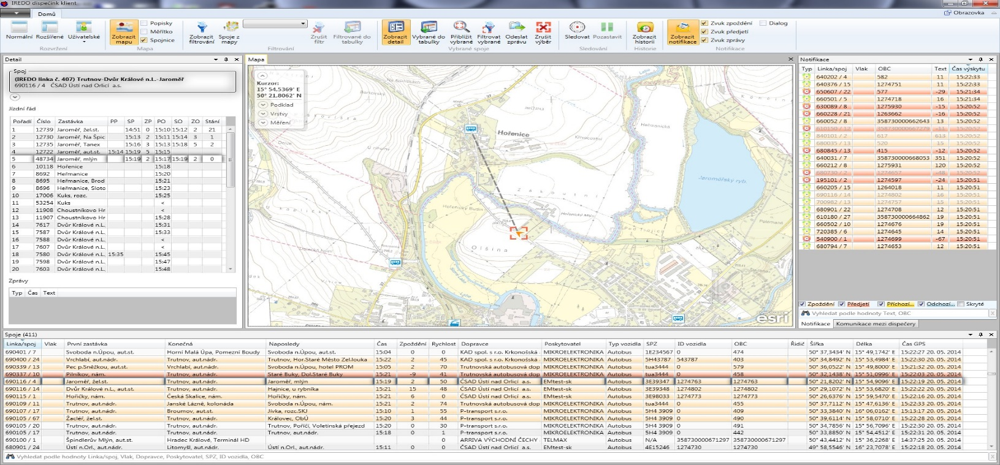 IREDO dispečink klient
Domů
Obrazovka
Normální Rozšířené Uživatelské
Rozvržení
Zobrazit mapu
Popisky
Měřítko
Spojnice
Mapa
Zobrazit filtrování
Spoje z mapy
Zrušit filtr
Filtrované do tabulky
Filtrování
Zobrazit detail
Vybrané do tabulky
Přiblížit vybrané
Filtrovat vybrané
Odeslat zprávu
Zrušit výběr
Vybrané spoje
Sledovat Pozastavit
Sledování
Zobrazit historii
Historie
Zobrazit notifikace
Zvuk zpoždění Dialog
Zvuk předjetí
Zvuk zprávy
Notifikace
Detail
Spoj
(IREDO linka č. 407) Trutnov-Dvůr Králové n.L.-Jaroměř
690116 / 4 ČSAD Ústí nad Orlicí a.s.
Jízdní řád
Pořadí Číslo Zastávka PP SP ZP PO SO ZO Stání
1 12739 Jaroměř, žel.st. 14:51 0 15:10 15:12 2 21
2 12730 Jaroměř, Na Špic 15:13 2 15:11 15:14 3 1
3 12735 Jaroměř, Tanex 15:16 3 15:13 15:18 5 2
4 12722 Jaroměř, aut.st. 15:14 15:19 5 15:15
5 48734 Jaroměř, mlýn 15:19 2 15:17 15:19 2 0
6 10118 Hořenice 15:18
7 8692 Heřmanice 15:20
8 8695 Heřmanice, Brod 15:21
9 8696 Heřmanice, Sloto 15:23
10 17006 Kuks, rozc. 15:25
11 53254 Kuks <
12 11908 Choustníkovo Hr <
13 11907 Choustníkovo Hr 15:28
14 7617 Dvůr Králové n.L. 15:31
15 7587 Dvůr Králové n.L. 15:33
16 7588 Dvůr Králové n.L. <
17 7607 Dvůr Králové n.L. <
18 7580 Dvůr Králové n.L. 15:35 15:45
19 7598 Dvůr Králové n.L. 15:47
20 7603 Dvůr Králové n.L. 15:48
Zprávy
Typ Čas Text
Mapa
Kurzor:
15° 54,5369' E
50° 21,8062' N
Podklad
Vrstvy
Měření
Hořenice
Heřmanická
Krivacostní
Zákoutní
Jaroměřský ryb.
Hořenický Budín
Hořenický Mlýn
Olšina
esri
Notifikace
Typ Linka/spoj Vlak OBC Text Čas výskytu
640202 / 4 582 11 15:22:33
640376 / 15 1274751 11 15:22:33
650607 / 22 577 -29 15:21:34
660501 / 5 1274718 16 15:21:34
630089 / 8 1275930 -15 15:20:52
660228 / 21 1263662 -16 15:20:52
660052 / 8 358730000662643 13 15:20:52
610150 / 12 358730000667279 -11 15:20:52
840101 / 2 617 613 15:20:52
680035 / 13 520 15 15:20:52
680845 / 13 415 -12 15:20:52
640031 / 7 358730000668053 351 15:20:52
660212 / 8 1275931 120 15:20:52
680730 / 2 1274657 -48 15:20:52
195101 / 2 1274597 -24 15:20:52
660205 / 15 1264018 11 15:20:51
690116 / 14 1274802 16 15:20:51
700982 / 13 1274757 15 15:20:51
680901 / 22 1274708 12 15:20:51
610180 / 27 358730000664862 19 15:20:51
660502 / 10 1274676 19 15:20:51
720385 / 6 1274645 14 15:20:51
540900 / 1 1274699 -67 15:20:51
680794 / 7 1274653 12 15:20:51
Zpoždění Předjetí Příchozí... Odchozí... Skryté
Vyhledat podle hodnoty Text, OBC
Notifikace Komunikace mezi dispečery
Spoje (411)
Linka/spoj Vlak První zastávka Konečná Naposledy Čas Zpoždění Rychlost Dopravce Poskytovatel Typ vozidla SPZ ID vozidla OBC Řidič Šířka Délka Čas GPS
690401 / 7 Svoboda n.Úpou, aut.st. Horní Malá Úpa, Pomezní Boudy Svoboda n.Úpou, aut.st. 15:04 0 0 KAD spol. s r.o. Krkonošská MIKROELEKTRONIKA Autobus 1E234567 0 474 50° 37,3434' N 15° 49,1742' E 15:22:27 20. 05. 2014
690400 / 24 Vrchlabí, aut.nádr. Trutnov, aut.nádr. Trutnov, Hor.Staré Město Zel.louka 15:22 2 45 KAD spol. s r.o. Krkonošská MIKROELEKTRONIKA Autobus 5H43787 543787 403 50° 53,4984' N 15° 53,4984' E 15:22:30 20. 05. 2014
690339 / 13 Pec p.Sněžkou, aut.st. Vrchlabí, aut.nádr. Svoboda n.Úpou, hotel PROM 15:05 2 70 Trutnovská autobusová dop MIKROELEKTRONIKA Autobus tua3444 0 579 50° 36,0522' N 15° 49,8000' E 15:21:32 20. 05. 2014
690337 / 10 Pilníkov, nám. Trutnov, aut.nádr. Staré Buky, Dol.Staré Buky 15:21 -9 41 Trutnovská autobusová dop MIKROELEKTRONIKA Autobus tua3444 0 458 50° 32,1438' N 15° 51,0996' E 15:22:03 20. 05. 2014
690116 / 4 Jaroměř, žel.st. Trutnov, aut.nádr. Jaroměř, mlýn 15:19 2 50 ČSAD Ústí nad Orlicí a.s. EMtest-sk Autobus 3E39347 1274763 1274763 50° 21,8202' N 15° 54,9096' E 15:22:19 20. 05. 2014
690116 / 14 Dvůr Králové n.L., aut.st. Trutnov, aut.nádr. Hajnice, u rybníka 15:21 15 48 ČSAD Ústí nad Orlicí a.s. EMtest-sk Autobus 3E39348 1274802 1274802 50° 29,1072' N 15° 53,6820' E 15:22:22 20. 05. 2014
690115 / 1 Hořičky, nám. Česká Skalice, nám. Hořičky, nám. 15:21 6 0 ČSAD Ústí nad Orlicí a.s. EMtest-sk Autobus 3E98033 1274773 1274773 50° 26,6376' N 15° 59,5470' E 15:22:16 20. 05. 2014
690109 / 11 Trutnov, aut.nádr. Janské Lázně, kolonáda Svoboda n.Úpou, nám. 15:21 2 74 Trutnovská autobusová dop MIKROELEKTRONIKA Autobus tua3444 0 455 50° 37,7112' N 15° 47,6136' E 15:22:33 20. 05. 2014
690107 / 17 Trutnov, aut.nádr. Broumov, aut.st. Jívka, rozc.SKJ 15:10 1 55 P-transport s.r.o. MIKROELEKTRONIKA Autobus 5H4 3909 0 409 50° 33,3840' N 16° 06,0162' E 15:13:17 20. 05. 2014
690105 / 67 Žacléř, aut.st. Trutnov, aut.nádr. Královec, ObÚ 15:20 3 44 P-transport s.r.o. MIKROELEKTRONIKA Autobus 5H4 3909 0 490 50° 39,6114' N 15° 58,0710' E 15:22:28 20. 05. 2014
690105 / 20 Trutnov, aut.nádr. Trutnov, aut.nádr. Trutnov, Poříčí, Voletinská přejezd 15:20 0 30 P-transport s.r.o. MIKROELEKTRONIKA Autobus 5H4 3909 0 491 50° 34,7856' N 15° 56,7096' E 15:22:30 20. 05. 2014
690105 / 17 Trutnov, aut.nádr. Trutnov, aut.nádr. Trutnov, aut.nádr. 15:18 0 1 P-transport s.r.o. MIKROELEKTRONIKA Autobus 5H4 3909 0 442 50° 33,8850' N 15° 54,4512' E 15:22:31 20. 05. 2014
690100 / 1 Špindlerův Mlýn, aut.st. Hradec Králové, Terminál HD 0 ARRIVA VÝCHODNÍ ČECHY TELMAX Autobus N/A 358730000671297 358730000671297 50° 43,4412' N 15° 36,2268' E 14:37:25 20. 05. 2014
680901 / 24 Ústí n.Orl., aut.nádr. Litomyšl, aut.nádr. Ústí n.Orl., aut.nádr. 15:11 0 0 ČSAD Ústí nad Orlicí a.s. EMtest-sk Autobus 4E15246 1274730 1274730 49° 58,5546' N 16° 23,7078' E 15:22:18 20. 05. 2014
Vyhledat podle hodnoty Linka/spoj, Vlak, Dopravce, Poskytovatel, SPZ, ID vozidla, OBC